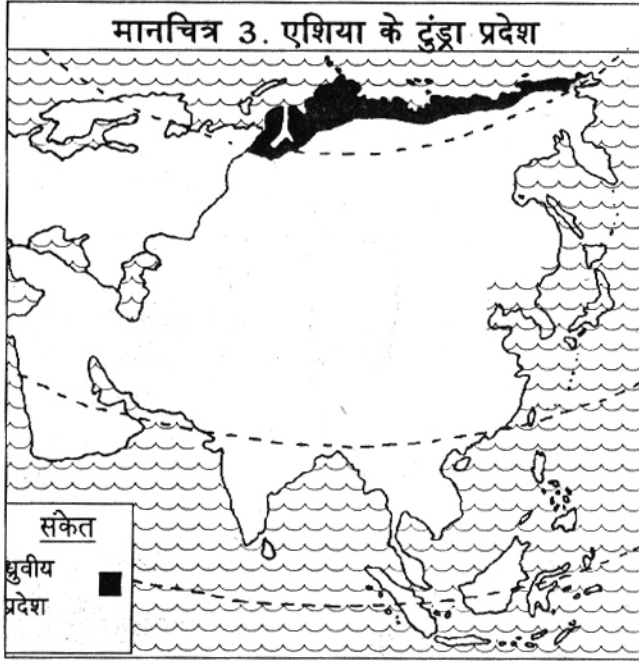 मानचित्र 3. एशिया के टुंड्रा प्रदेश
संकेत
ध्रुवीय
प्रदेश